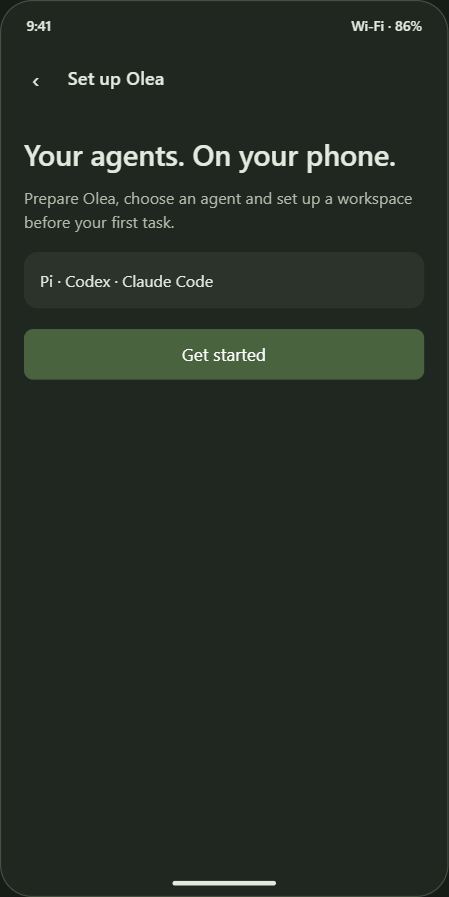 9:41
Wi-Fi · 86%
‹ Set up Olea
Your agents. On your phone.
Prepare Olea, choose an agent and set up a workspace
before your first task.
Pi · Codex · Claude Code
Get started